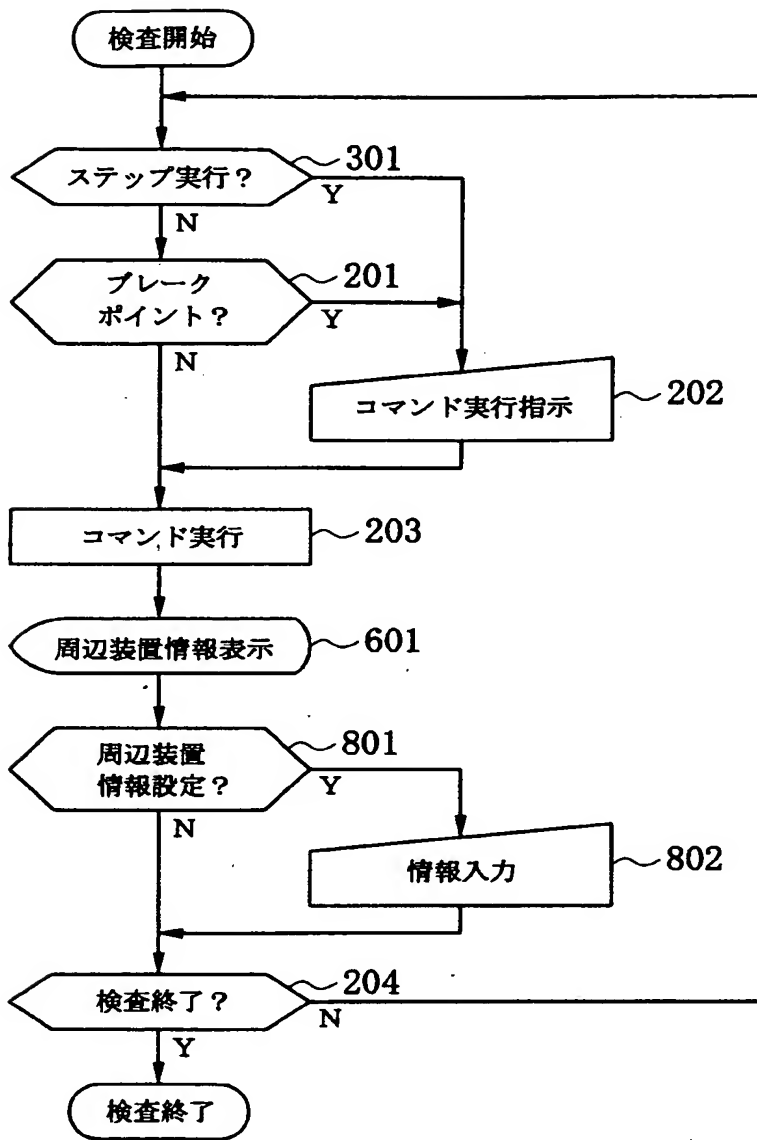 検査開始
ステップ実行?
301
Y
N
ブレーク
ポイント?
201
Y
N
コマンド実行指示
202
コマンド実行
203
周辺装置情報表示
601
周辺装置
情報設定?
801
Y
N
情報入力
802
検査終了?
204
N
Y
検査終了